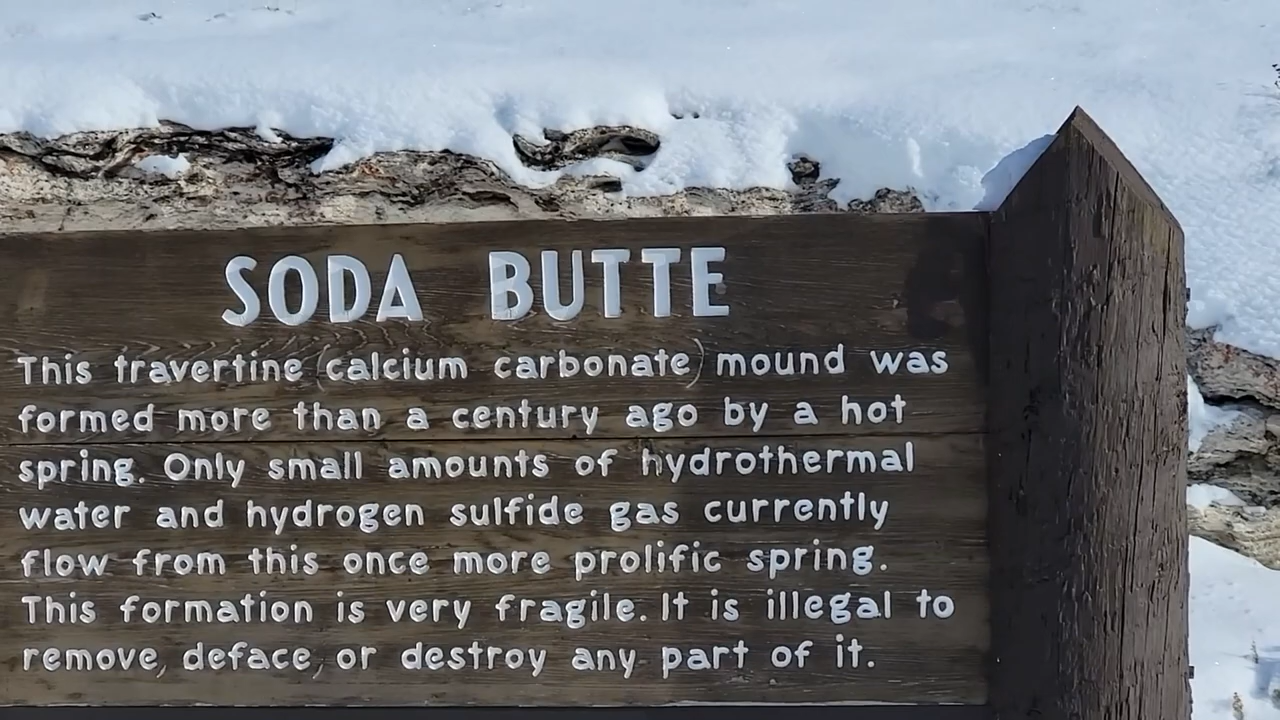 SODA BUTTE
This travertine (calcium carbonate) mound was
formed more than a century ago by a hot
spring. Only small amounts of hydrothermal
water and hydrogen sulfide gas currently
flow from this once more prolific spring.
This formation is very fragile. It is illegal to
remove, deface, or destroy any part of it.